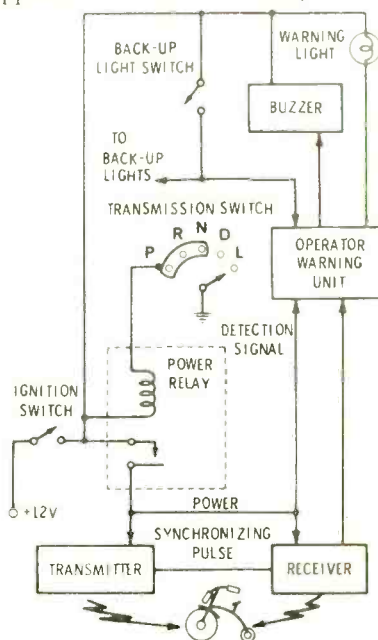 BACK-UP
LIGHT SWITCH
WARNING
LIGHT
BUZZER
TO
BACK-UP
LIGHTS
TRANSMISSION SWITCH
P R N D L
OPERATOR
WARNING
UNIT
DETECTION
SIGNAL
POWER
RELAY
IGNITION
SWITCH
+12V
POWER
SYNCHRONIZING
PULSE
TRANSMITTER
RECEIVER